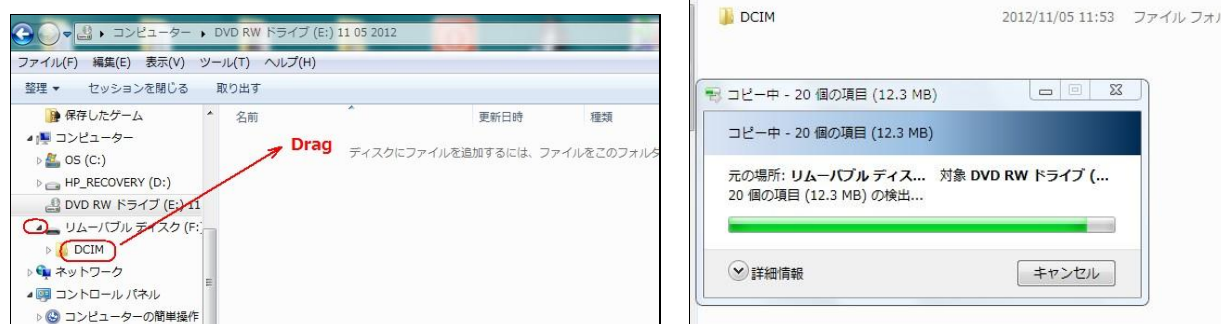 コンピューター ▸ DVD RW ドライブ (E:) 11 05 2012
ファイル(F) 編集(E) 表示(V) ツール(T) ヘルプ(H)
整理 ▼ セッションを閉じる 取り出す
名前 更新日時 種類
ディスクにファイルを追加するには、ファイルをこのフォルダ
Drag
保存したゲーム
コンピューター
OS (C:)
HP_RECOVERY (D:)
DVD RW ドライブ (E:) 11
リムーバブル ディスク (F:)
DCIM
ネットワーク
コントロール パネル
コンピューターの簡単操作
DCIM 2012/11/05 11:53 ファイル フォル
コピー中 - 20 個の項目 (12.3 MB)
コピー中 - 20 個の項目 (12.3 MB)
元の場所: リムーバブル ディス... 対象 DVD RW ドライブ (...
20 個の項目 (12.3 MB) の検出...
詳細情報 キャンセル